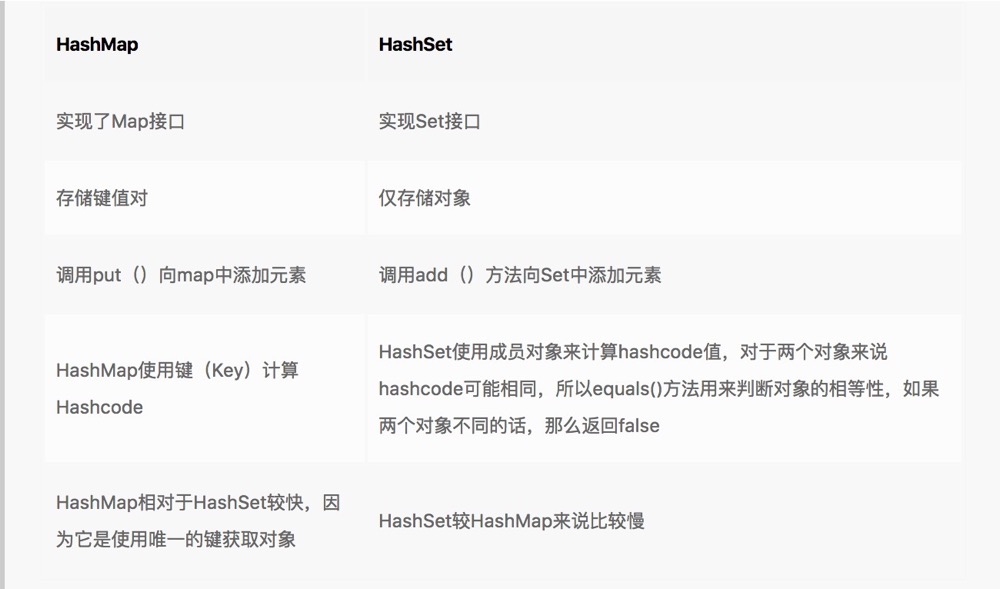 HashMap
HashSet
实现了Map接口
实现Set接口
存储键值对
仅存储对象
调用put（）向map中添加元素
调用add（）方法向Set中添加元素
HashMap使用键（Key）计算
Hashcode
HashSet使用成员对象来计算hashcode值，对于两个对象来说
hashcode可能相同，所以equals()方法用来判断对象的相等性，如果
两个对象不同的话，那么返回false
HashMap相对于HashSet较快，因
为它是使用唯一的键获取对象
HashSet较HashMap来说比较慢